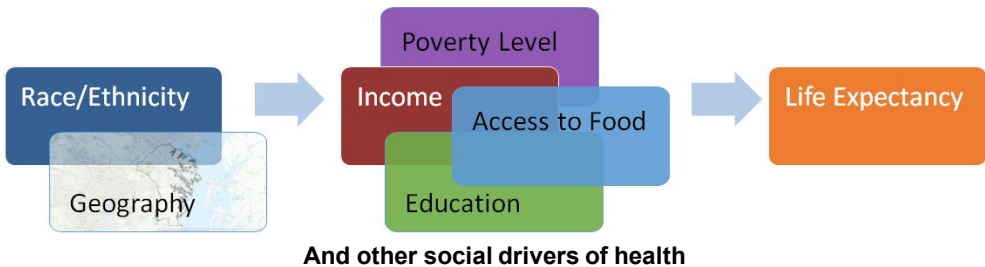 Race/Ethnicity
Geography
Poverty Level
Income
Access to Food
Education
Life Expectancy
And other social drivers of health